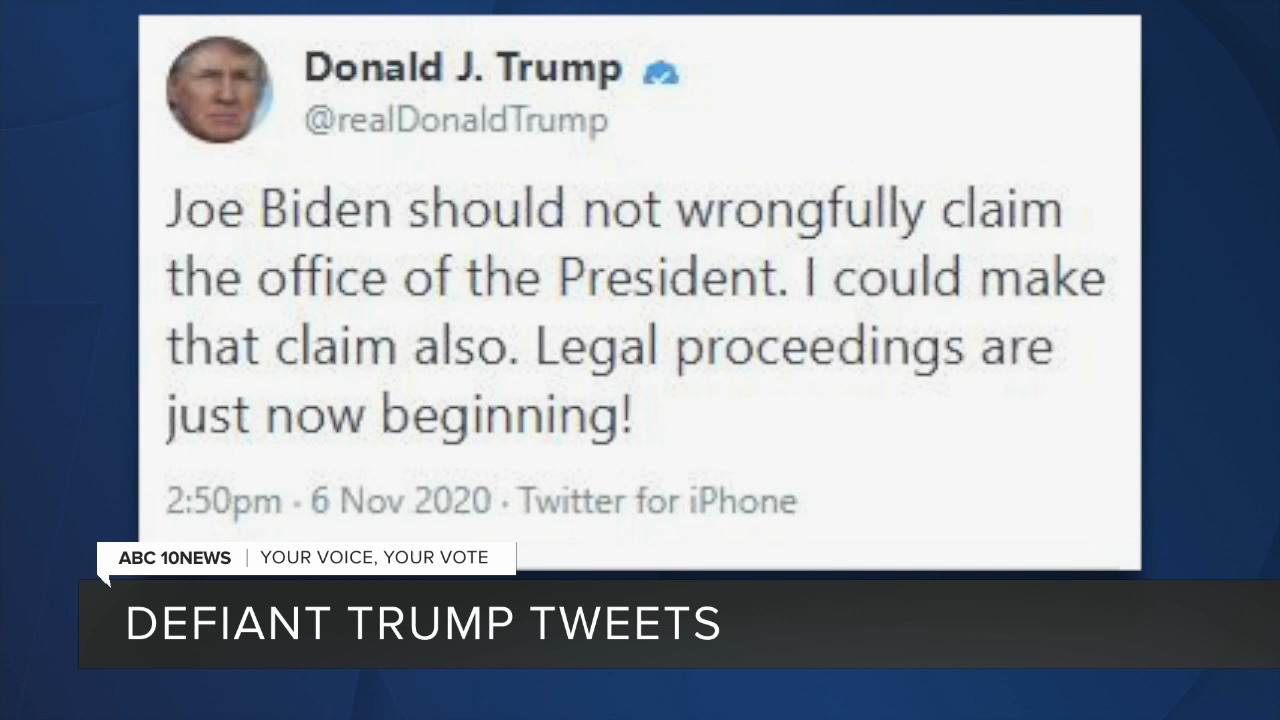 Donald J. Trump
@realDonaldTrump
Joe Biden should not wrongfully claim
the office of the President. I could make
that claim also. Legal proceedings are
just now beginning!
2:50pm · 6 Nov 2020 · Twitter for iPhone
ABC 10NEWS | YOUR VOICE, YOUR VOTE
DEFIANT TRUMP TWEETS